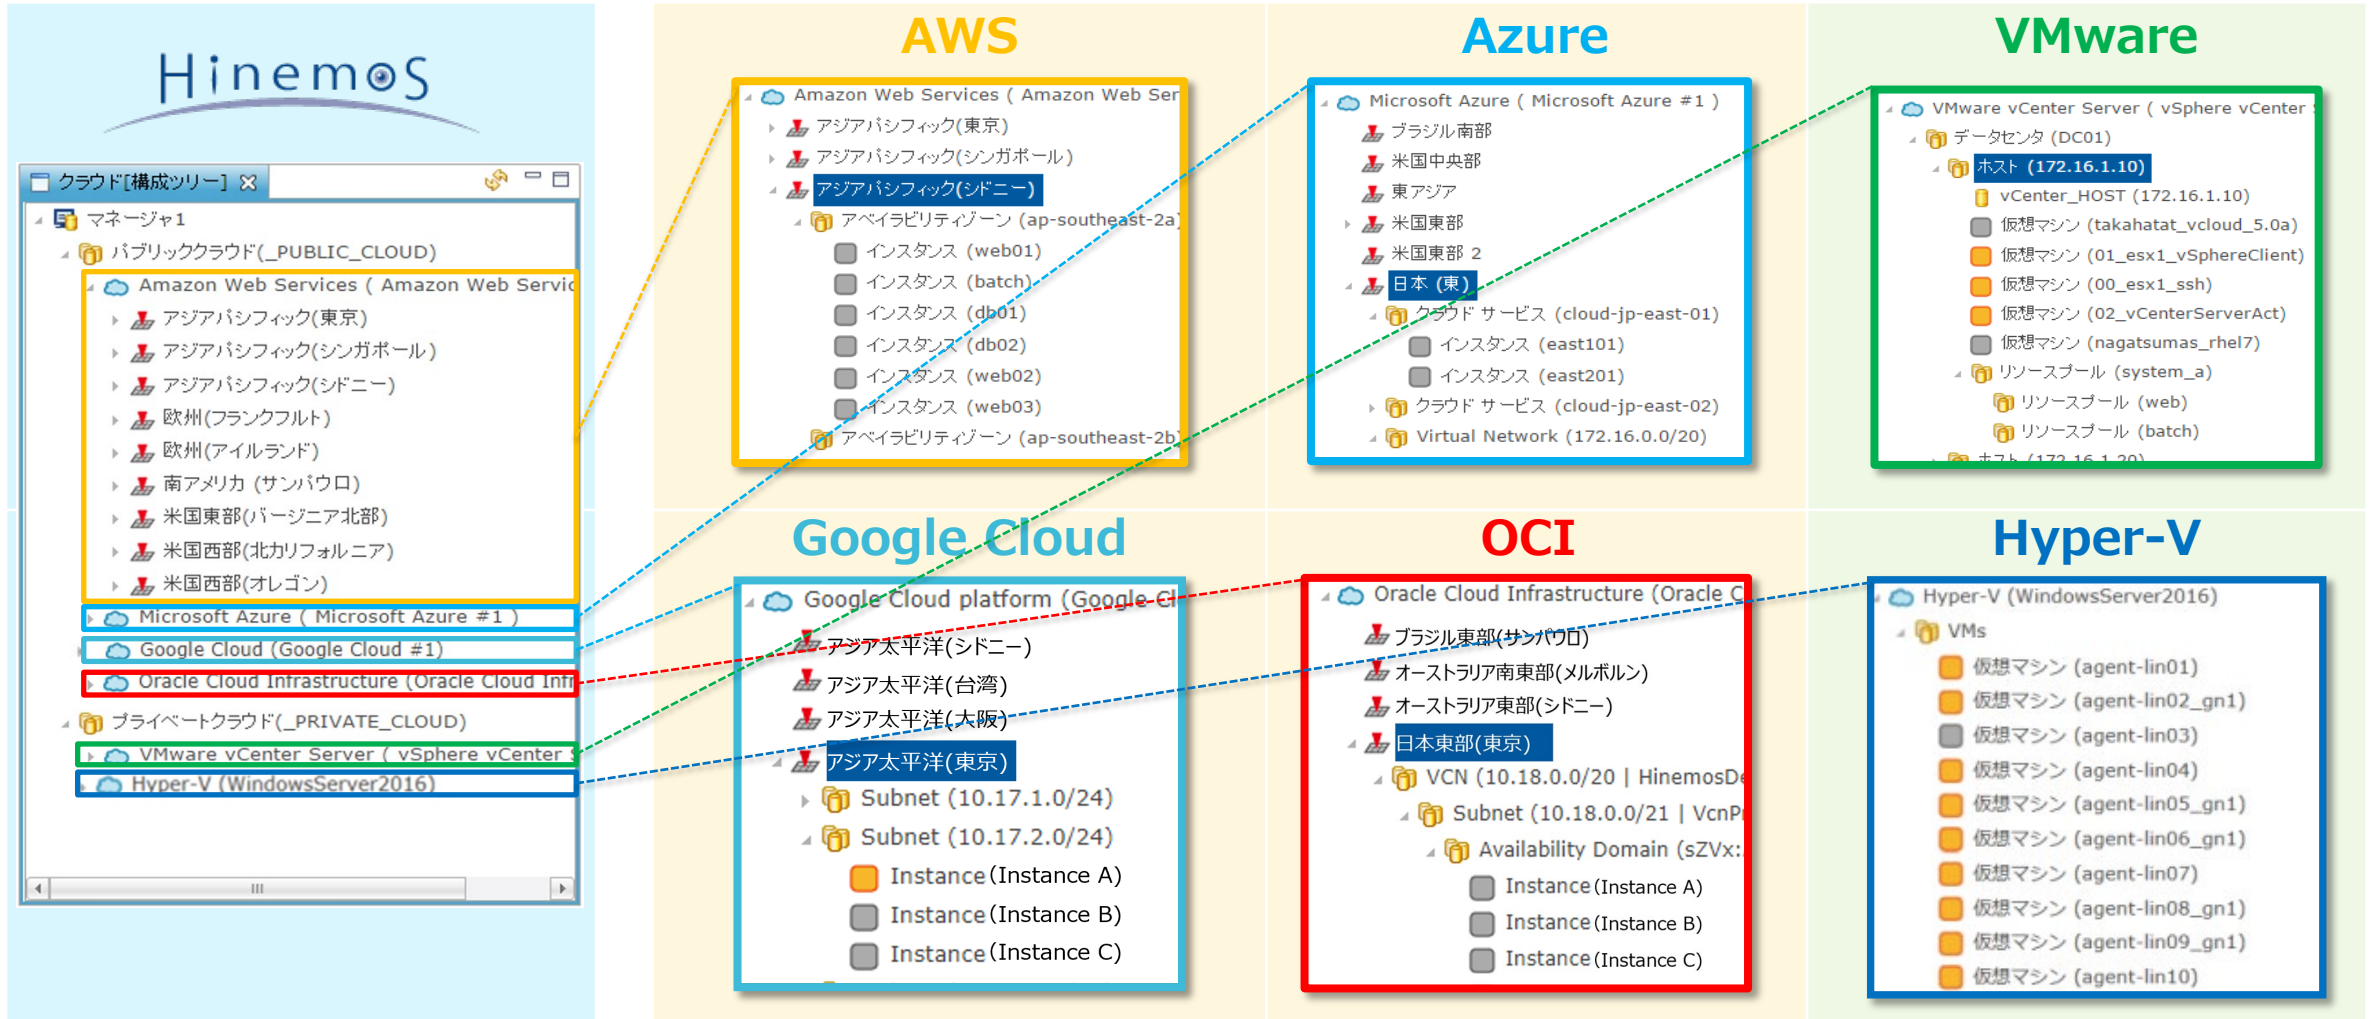 Hinemos
クラウド[構成ツリー]
マネージャ1
パブリッククラウド(_PUBLIC_CLOUD)
Amazon Web Services ( Amazon Web Servic
アジアパシフィック(東京)
アジアパシフィック(シンガポール)
アジアパシフィック(シドニー)
欧州(フランクフルト)
欧州(アイルランド)
南アメリカ (サンパウロ)
米国東部(バージニア北部)
米国西部(北カリフォルニア)
米国西部(オレゴン)
Microsoft Azure ( Microsoft Azure #1 )
Google Cloud (Google Cloud #1)
Oracle Cloud Infrastructure (Oracle Cloud Infr
プライベートクラウド(_PRIVATE_CLOUD)
VMware vCenter Server ( vSphere vCenter S
Hyper-V (WindowsServer2016)
AWS
Amazon Web Services ( Amazon Web Ser
アジアパシフィック(東京)
アジアパシフィック(シンガポール)
アジアパシフィック(シドニー)
アベイラビリティゾーン (ap-southeast-2a)
インスタンス (web01)
インスタンス (batch)
インスタンス (db01)
インスタンス (db02)
インスタンス (web02)
インスタンス (web03)
アベイラビリティゾーン (ap-southeast-2b)
Azure
Microsoft Azure ( Microsoft Azure #1 )
ブラジル南部
米国中央部
東アジア
米国東部
米国東部 2
日本 (東)
クラウド サービス (cloud-jp-east-01)
インスタンス (east101)
インスタンス (east201)
クラウド サービス (cloud-jp-east-02)
Virtual Network (172.16.0.0/20)
VMware
VMware vCenter Server ( vSphere vCenter S
データセンタ (DC01)
ホスト (172.16.1.10)
vCenter_HOST (172.16.1.10)
仮想マシン (takahatat_vcloud_5.0a)
仮想マシン (01_esx1_vSphereClient)
仮想マシン (00_esx1_ssh)
仮想マシン (02_vCenterServerAct)
仮想マシン (nagatsumas_rhel7)
リソースプール (system_a)
リソースプール (web)
リソースプール (batch)
ホスト (172.16.1.20)
Google Cloud
Google Cloud platform (Google Cl
アジア太平洋(シドニー)
アジア太平洋(台湾)
アジア太平洋(大阪)
アジア太平洋(東京)
Subnet (10.17.1.0/24)
Subnet (10.17.2.0/24)
Instance (Instance A)
Instance (Instance B)
Instance (Instance C)
OCI
Oracle Cloud Infrastructure (Oracle C
ブラジル東部(サンパウロ)
オーストラリア南東部(メルボルン)
オーストラリア東部(シドニー)
日本東部(東京)
VCN (10.18.0.0/20 | HinemosDe
Subnet (10.18.0.0/21 | VcnPr
Availability Domain (sZVx:
Instance (Instance A)
Instance (Instance B)
Instance (Instance C)
Hyper-V
Hyper-V (WindowsServer2016)
VMs
仮想マシン (agent-lin01)
仮想マシン (agent-lin02_gn1)
仮想マシン (agent-lin03)
仮想マシン (agent-lin04)
仮想マシン (agent-lin05_gn1)
仮想マシン (agent-lin06_gn1)
仮想マシン (agent-lin07)
仮想マシン (agent-lin08_gn1)
仮想マシン (agent-lin09_gn1)
仮想マシン (agent-lin10)